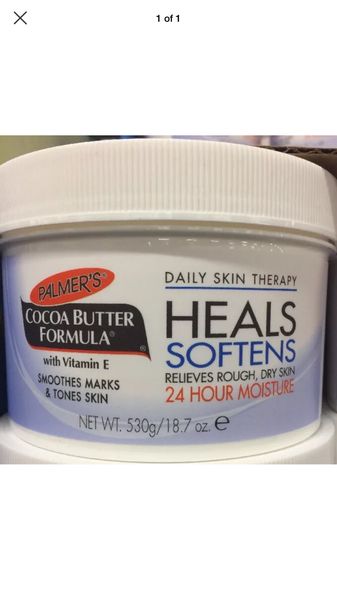 1 of 1
PALMER'S®
COCOA BUTTER
FORMULA®
with Vitamin E
SMOOTHES MARKS
& TONES SKIN
DAILY SKIN THERAPY
HEALS
SOFTENS
RELIEVES ROUGH, DRY SKIN
24 HOUR MOISTURE
NET WT. 530g/18.7 oz. ℮